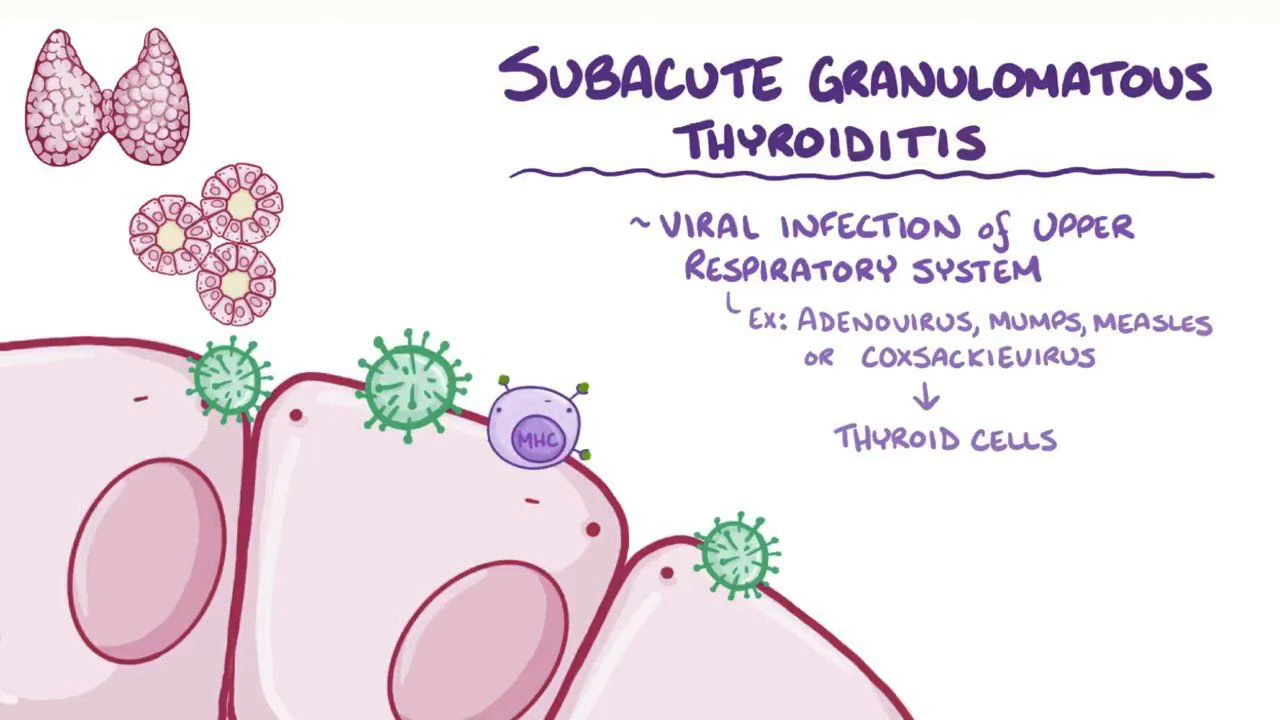 SUBACUTE GRANULOMATOUS
THYROIDITIS
~ VIRAL INFECTION of UPPER
RESPIRATORY SYSTEM
Ex: ADENOVIRUS, MUMPS, MEASLES
or COXSACKIEVIRUS
↓
THYROID CELLS
MHC